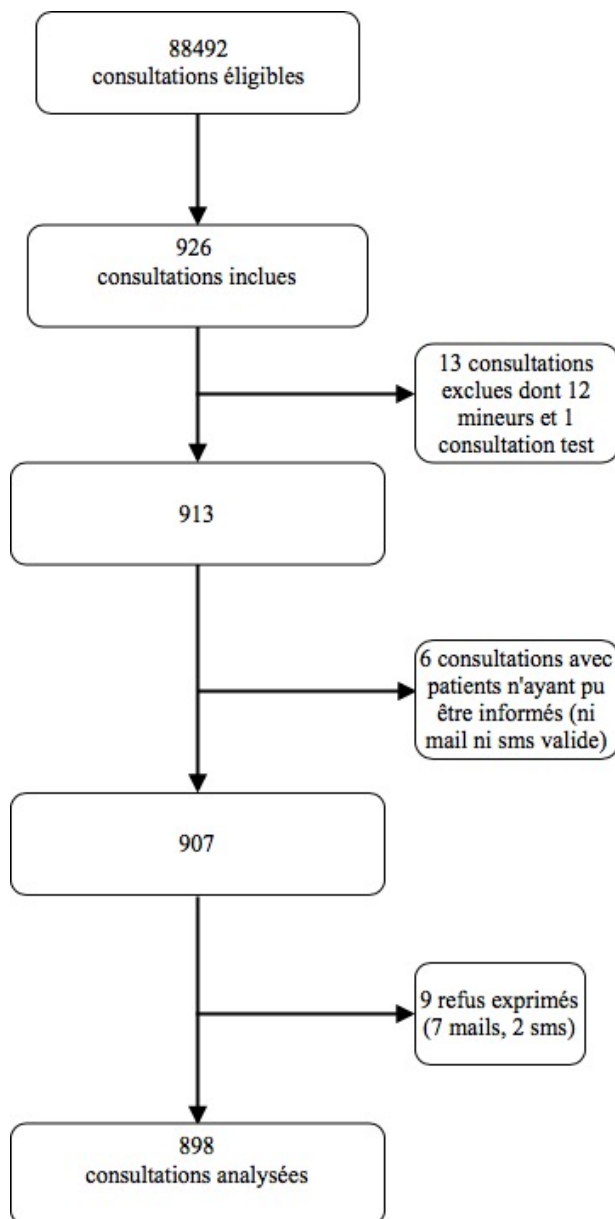 88492
consultations éligibles
926
consultations inclues
13 consultations
exclues dont 12
mineurs et 1
consultation test
913
6 consultations avec
patients n'ayant pu
être informés (ni
mail ni sms valide)
907
9 refus exprimés
(7 mails, 2 sms)
898
consultations analysées